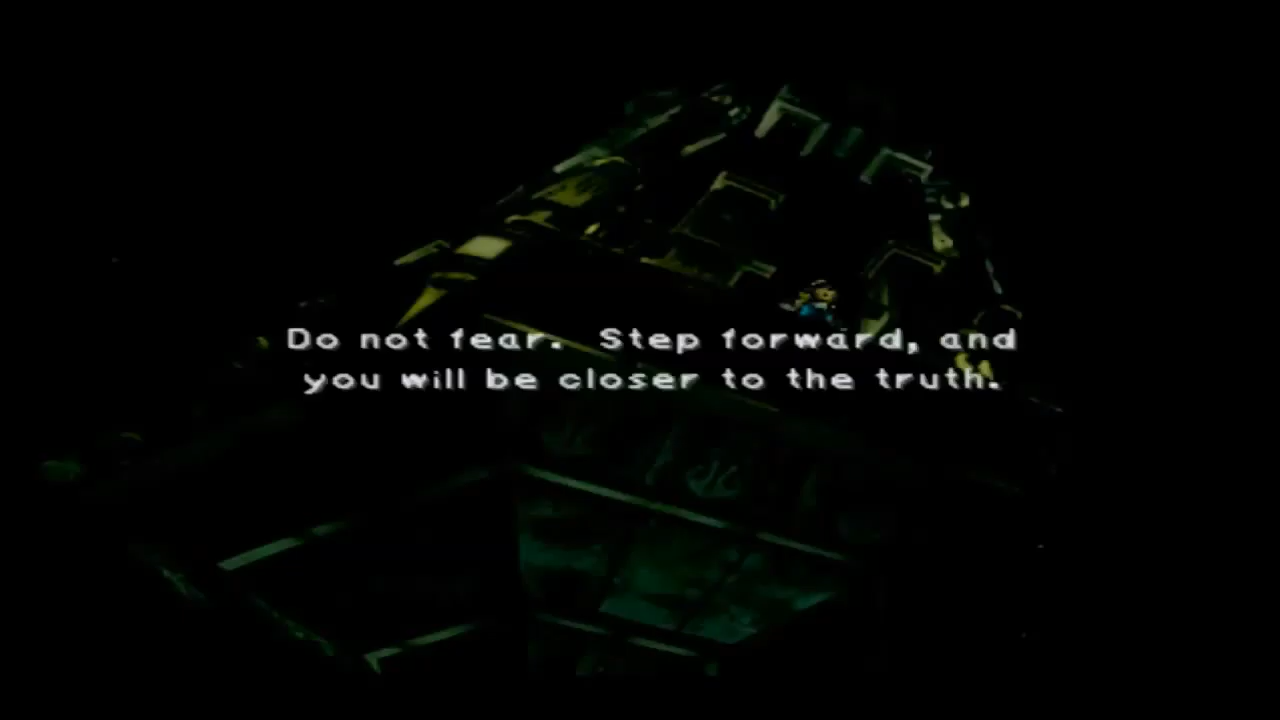 Do not fear. Step forward, and
you will be closer to the truth.